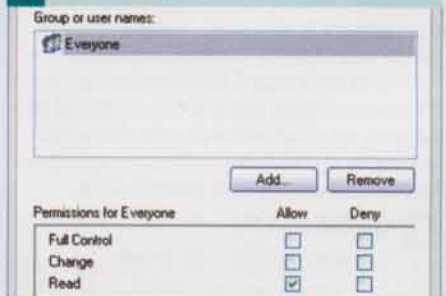 Group or user names:
Everyone
Add... Remove
Permissions for Everyone Allow Deny
Full Control
Change
Read